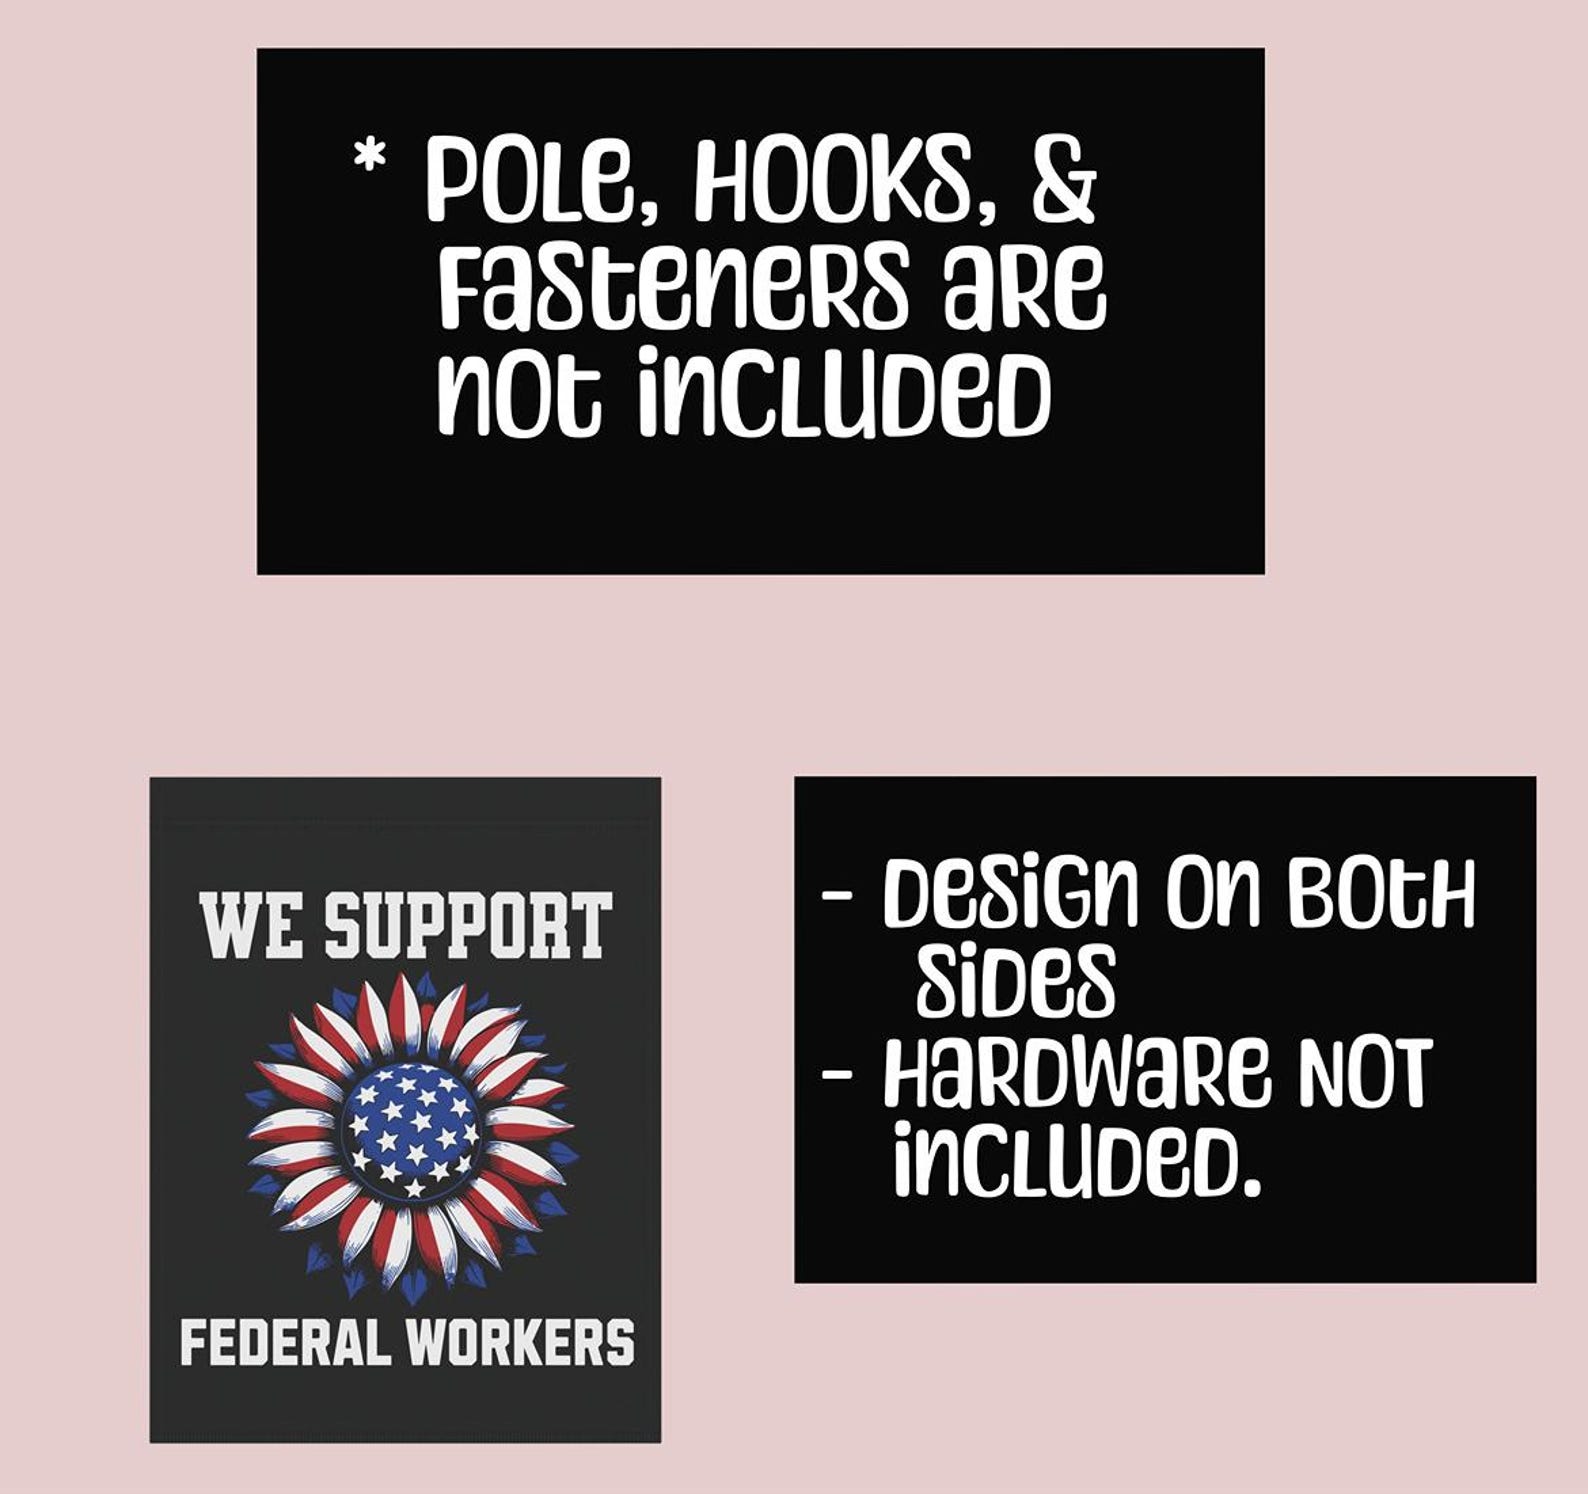 * POLE, HOOKS, &
FASTENERS ARE
NOT INCLUDED
WE SUPPORT
FEDERAL WORKERS
- DESIGN ON BOTH
SIDES
- HARDWARE NOT
INCLUDED.